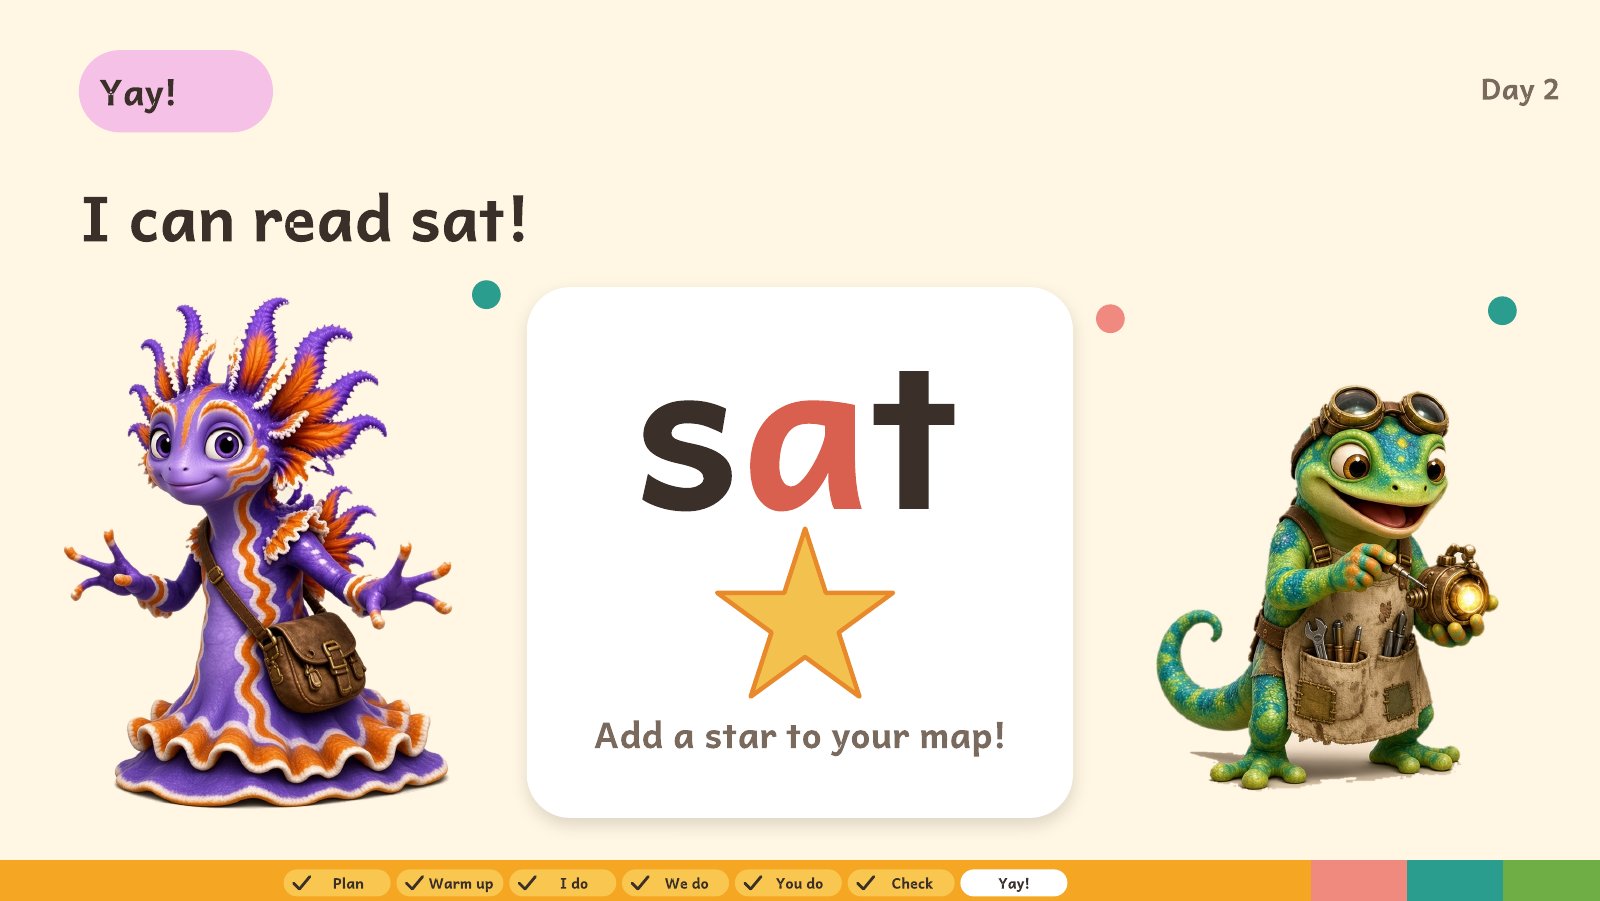 Yay!
Day 2
I can read sat!
sat
Add a star to your map!
Plan
Warm up
I do
We do
You do
Check
Yay!